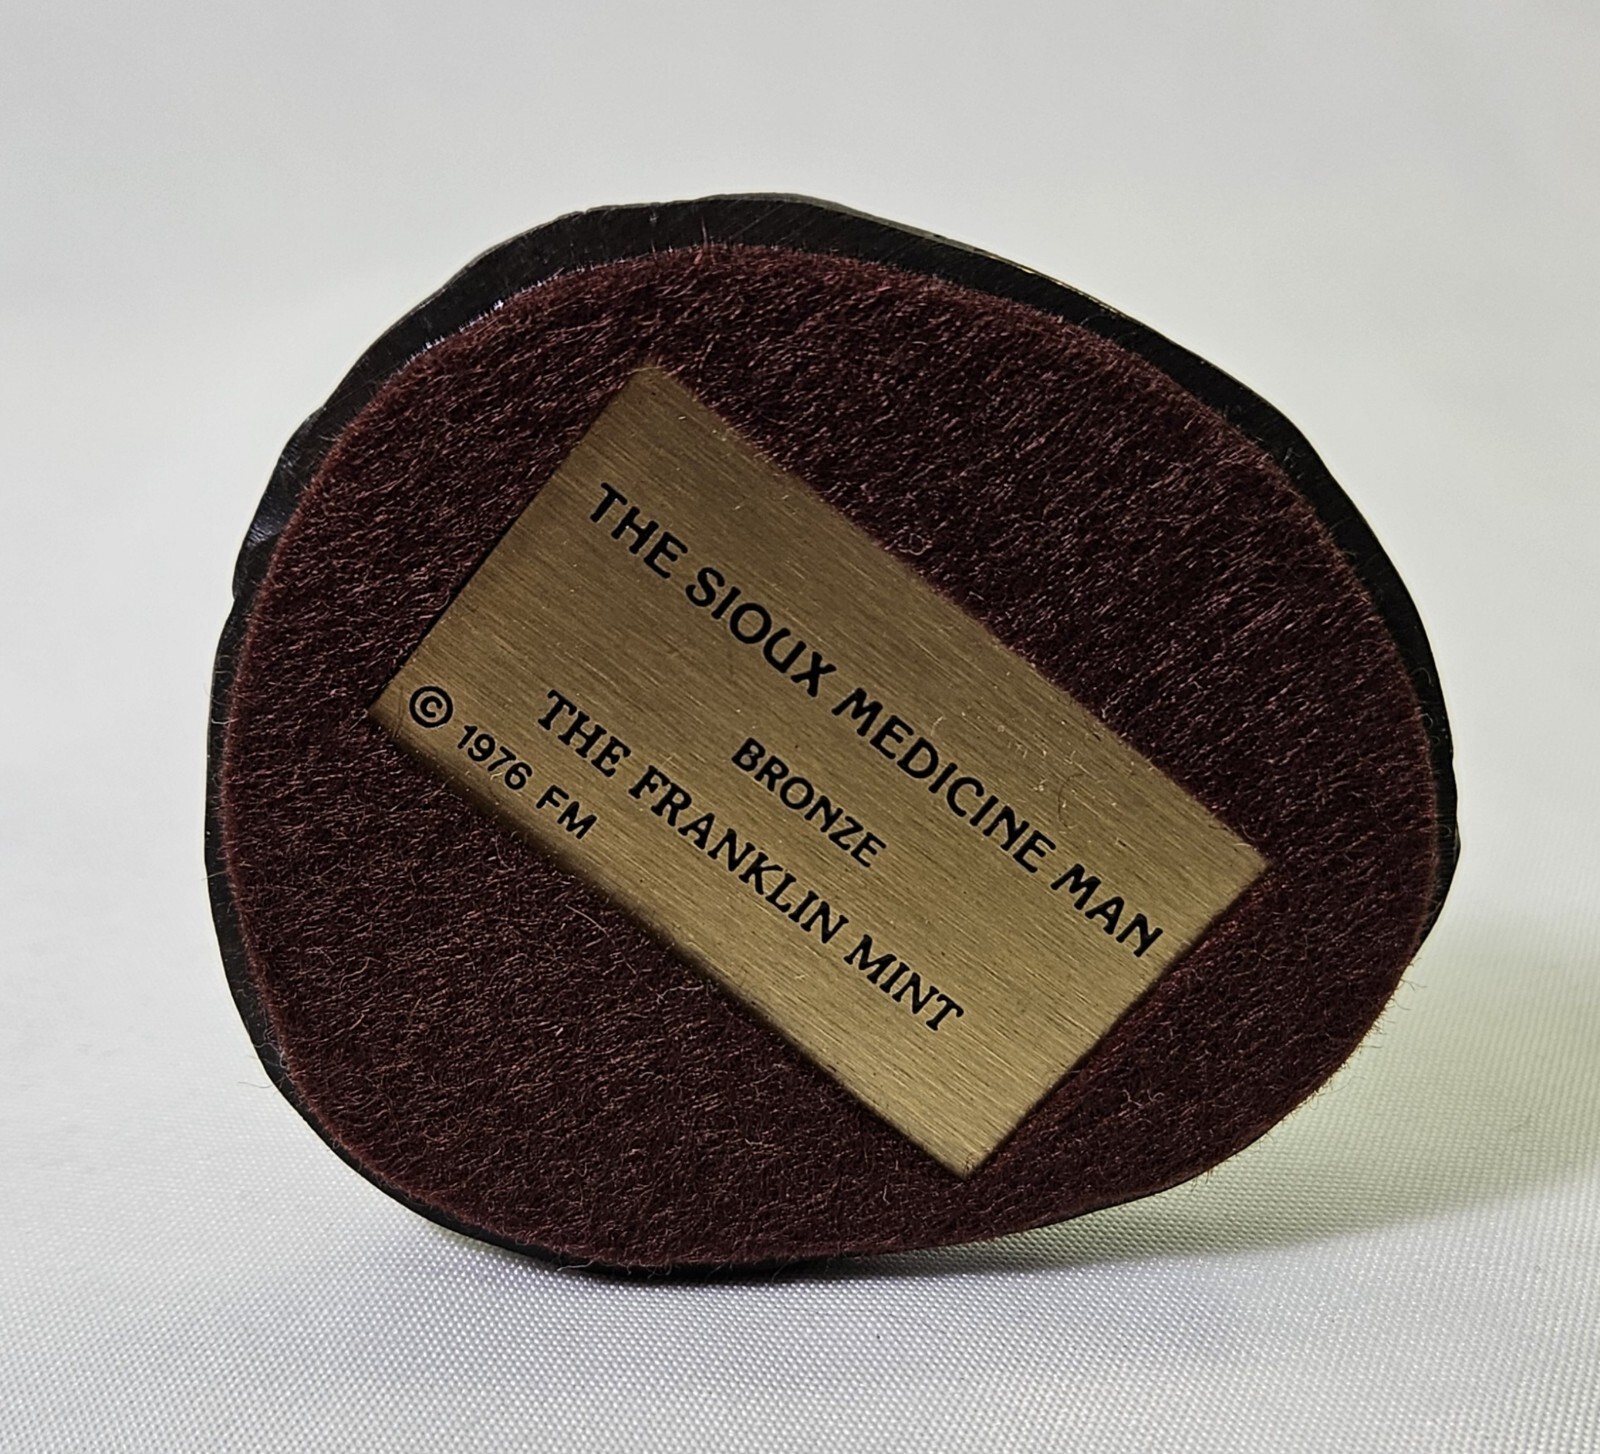 THE SIOUX MEDICINE MAN
BRONZE
THE FRANKLIN MINT
© 1976 FM